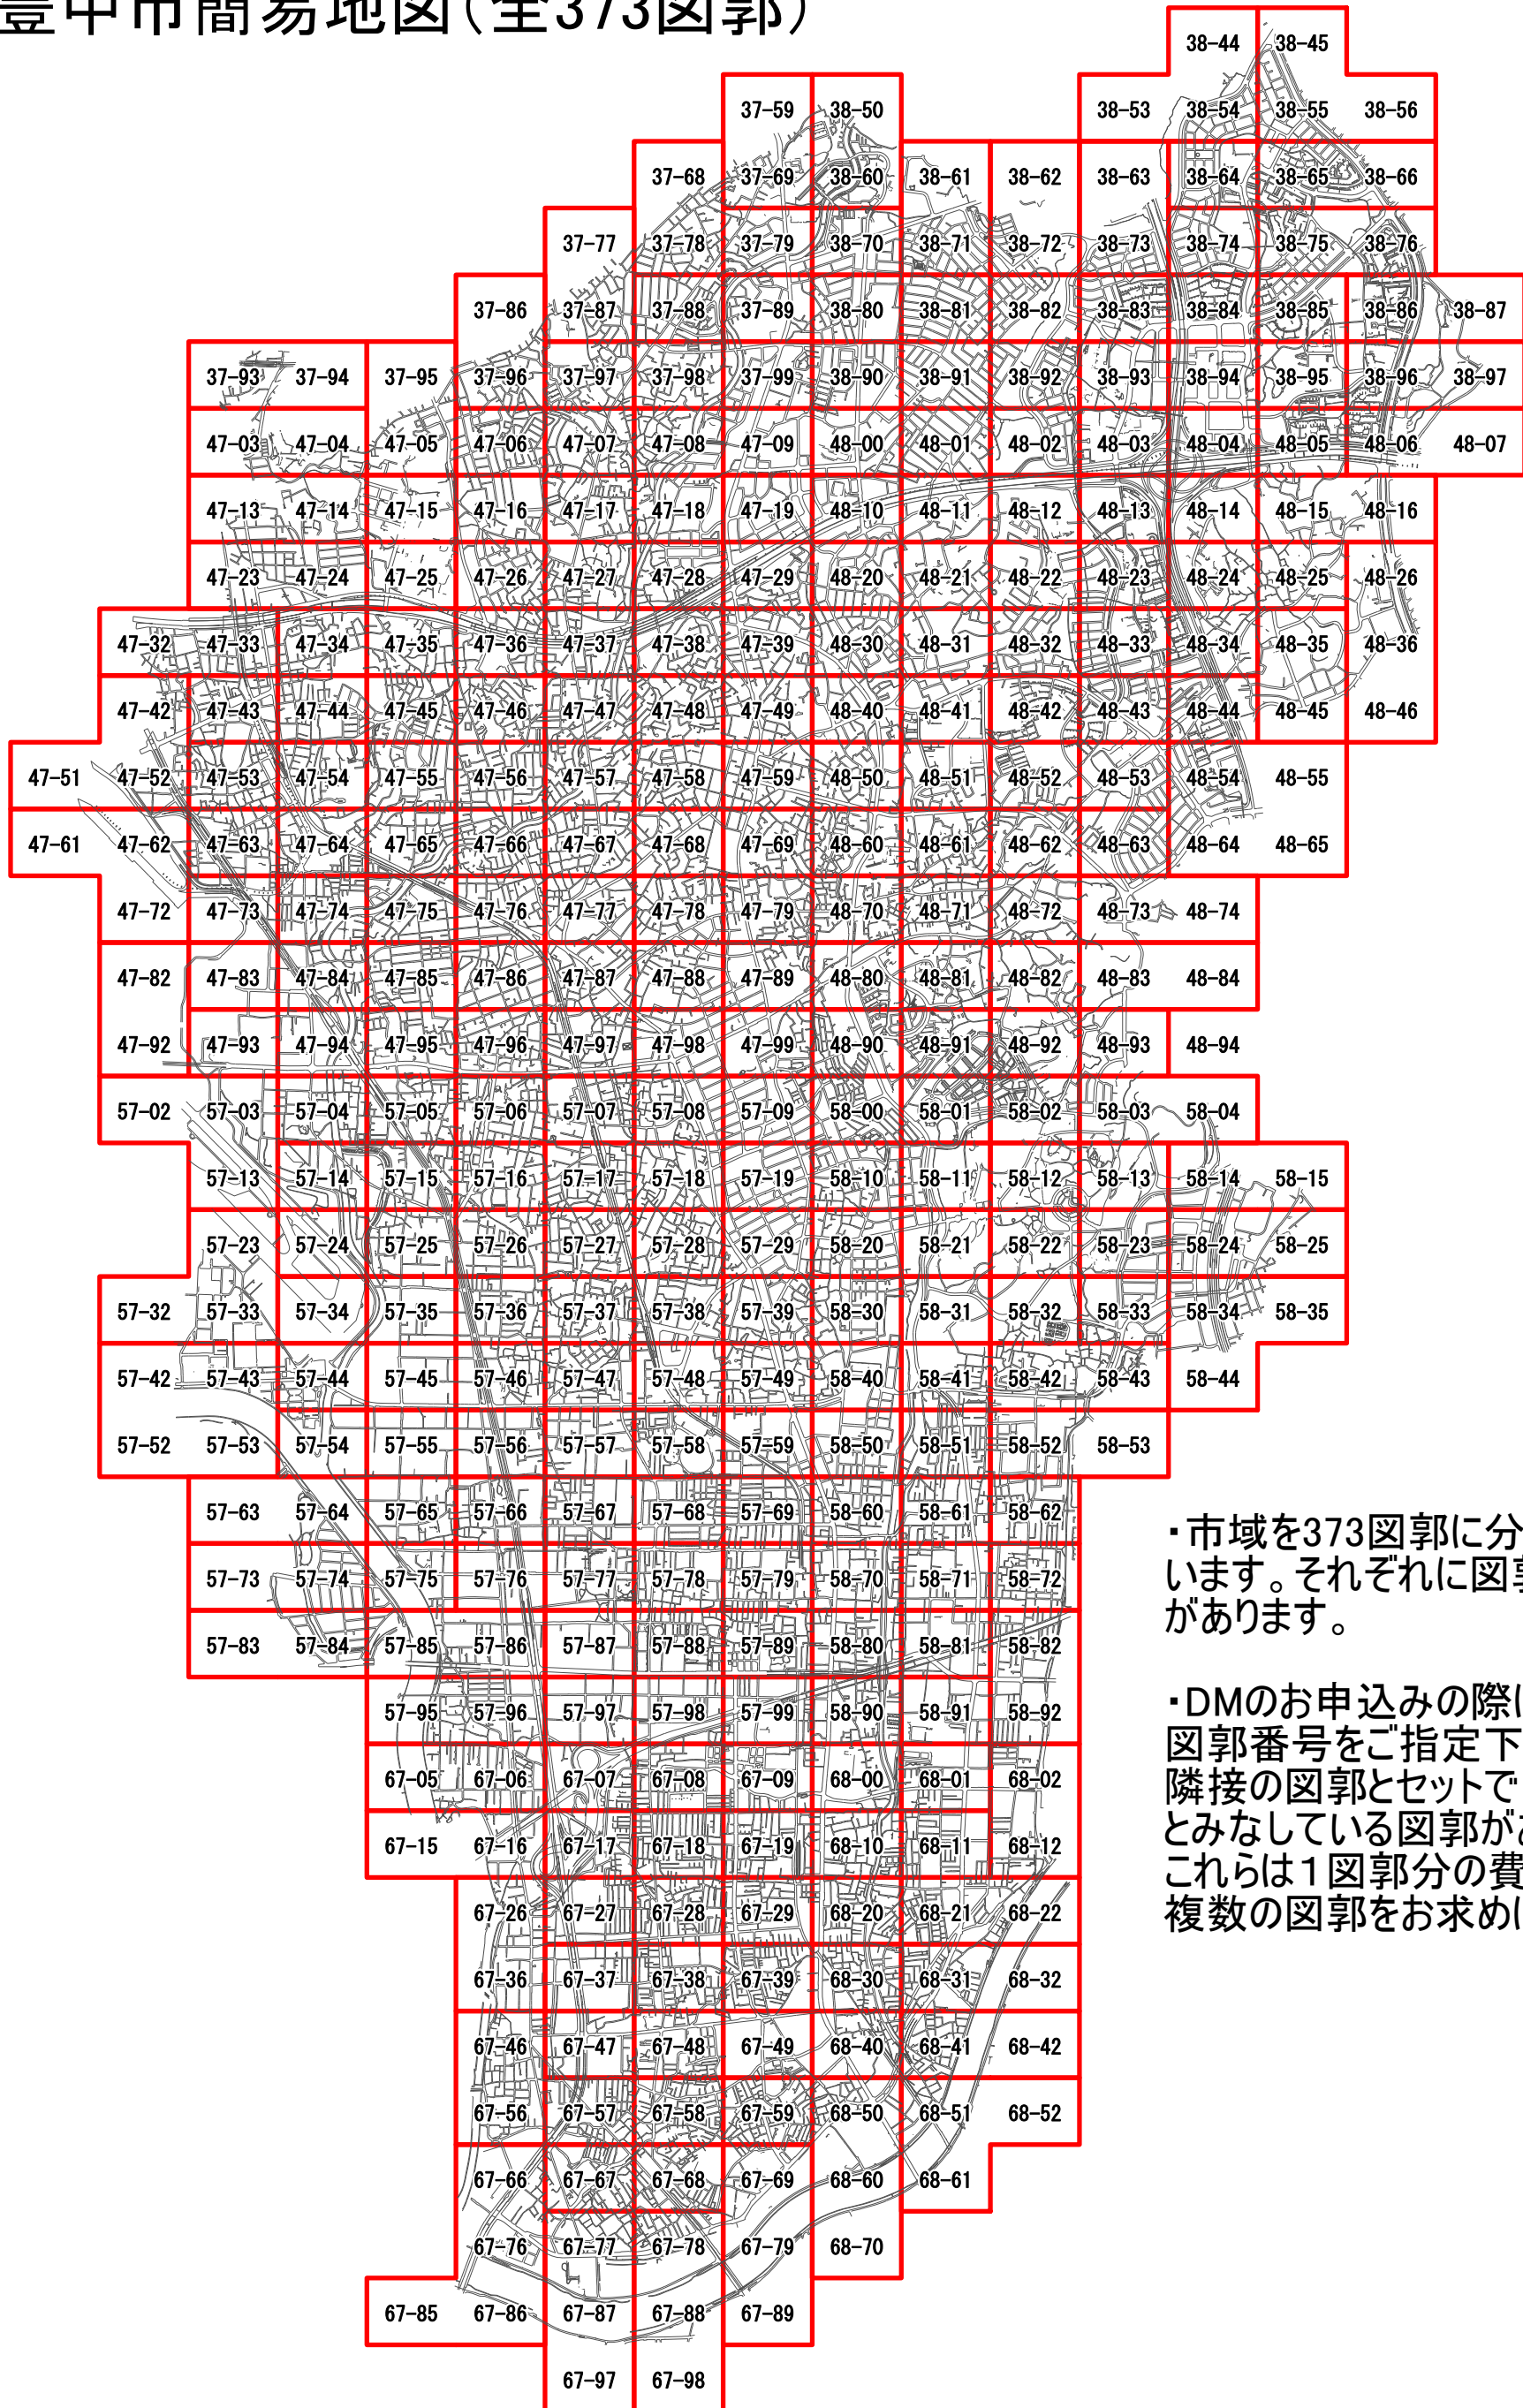 豊中市簡易地図（全373図郭）
38-44 38-45
37-59 38-50 38-53 38-54 38-55 38-56
37-68 37-69 38-60 38-61 38-62 38-63 38-64 38-65 38-66
37-77 37-78 37-79 38-70 38-71 38-72 38-73 38-74 38-75 38-76
37-86 37-87 37-88 37-89 38-80 38-81 38-82 38-83 38-84 38-85 38-86 38-87
37-93 37-94 37-95 37-96 37-97 37-98 37-99 38-90 38-91 38-92 38-93 38-94 38-95 38-96 38-97
47-03 47-04 47-05 47-06 47-07 47-08 47-09 48-00 48-01 48-02 48-03 48-04 48-05 48-06 48-07
47-13 47-14 47-15 47-16 47-17 47-18 47-19 48-10 48-11 48-12 48-13 48-14 48-15 48-16
47-23 47-24 47-25 47-26 47-27 47-28 47-29 48-20 48-21 48-22 48-23 48-24 48-25 48-26
47-32 47-33 47-34 47-35 47-36 47-37 47-38 47-39 48-30 48-31 48-32 48-33 48-34 48-35 48-36
47-42 47-43 47-44 47-45 47-46 47-47 47-48 47-49 48-40 48-41 48-42 48-43 48-44 48-45 48-46
47-51 47-52 47-53 47-54 47-55 47-56 47-57 47-58 47-59 48-50 48-51 48-52 48-53 48-54 48-55
47-61 47-62 47-63 47-64 47-65 47-66 47-67 47-68 47-69 48-60 48-61 48-62 48-63 48-64 48-65
47-72 47-73 47-74 47-75 47-76 47-77 47-78 47-79 48-70 48-71 48-72 48-73 48-74
47-82 47-83 47-84 47-85 47-86 47-87 47-88 47-89 48-80 48-81 48-82 48-83 48-84
47-92 47-93 47-94 47-95 47-96 47-97 47-98 47-99 48-90 48-91 48-92 48-93 48-94
57-02 57-03 57-04 57-05 57-06 57-07 57-08 57-09 58-00 58-01 58-02 58-03 58-04
57-13 57-14 57-15 57-16 57-17 57-18 57-19 58-10 58-11 58-12 58-13 58-14 58-15
57-23 57-24 57-25 57-26 57-27 57-28 57-29 58-20 58-21 58-22 58-23 58-24 58-25
57-32 57-33 57-34 57-35 57-36 57-37 57-38 57-39 58-30 58-31 58-32 58-33 58-34 58-35
57-42 57-43 57-44 57-45 57-46 57-47 57-48 57-49 58-40 58-41 58-42 58-43 58-44
57-52 57-53 57-54 57-55 57-56 57-57 57-58 57-59 58-50 58-51 58-52 58-53
57-63 57-64 57-65 57-66 57-67 57-68 57-69 58-60 58-61 58-62
57-73 57-74 57-75 57-76 57-77 57-78 57-79 58-70 58-71 58-72
57-83 57-84 57-85 57-86 57-87 57-88 57-89 58-80 58-81 58-82
57-95 57-96 57-97 57-98 57-99 58-90 58-91 58-92
67-05 67-06 67-07 67-08 67-09 68-00 68-01 68-02
67-15 67-16 67-17 67-18 67-19 68-10 68-11 68-12
67-26 67-27 67-28 67-29 68-20 68-21 68-22
67-36 67-37 67-38 67-39 68-30 68-31 68-32
67-46 67-47 67-48 67-49 68-40 68-41 68-42
67-56 67-57 67-58 67-59 68-50 68-51 68-52
67-66 67-67 67-68 67-69 68-60 68-61
67-76 67-77 67-78 67-79 68-70
67-85 67-86 67-87 67-88 67-89
67-97 67-98
・市域を373図郭に分
います。それぞれに図郭
があります。
・DMのお申込みの際に
図郭番号をご指定下
隣接の図郭とセットで
とみなしている図郭があ
これらは１図郭分の費
複数の図郭をお求めに